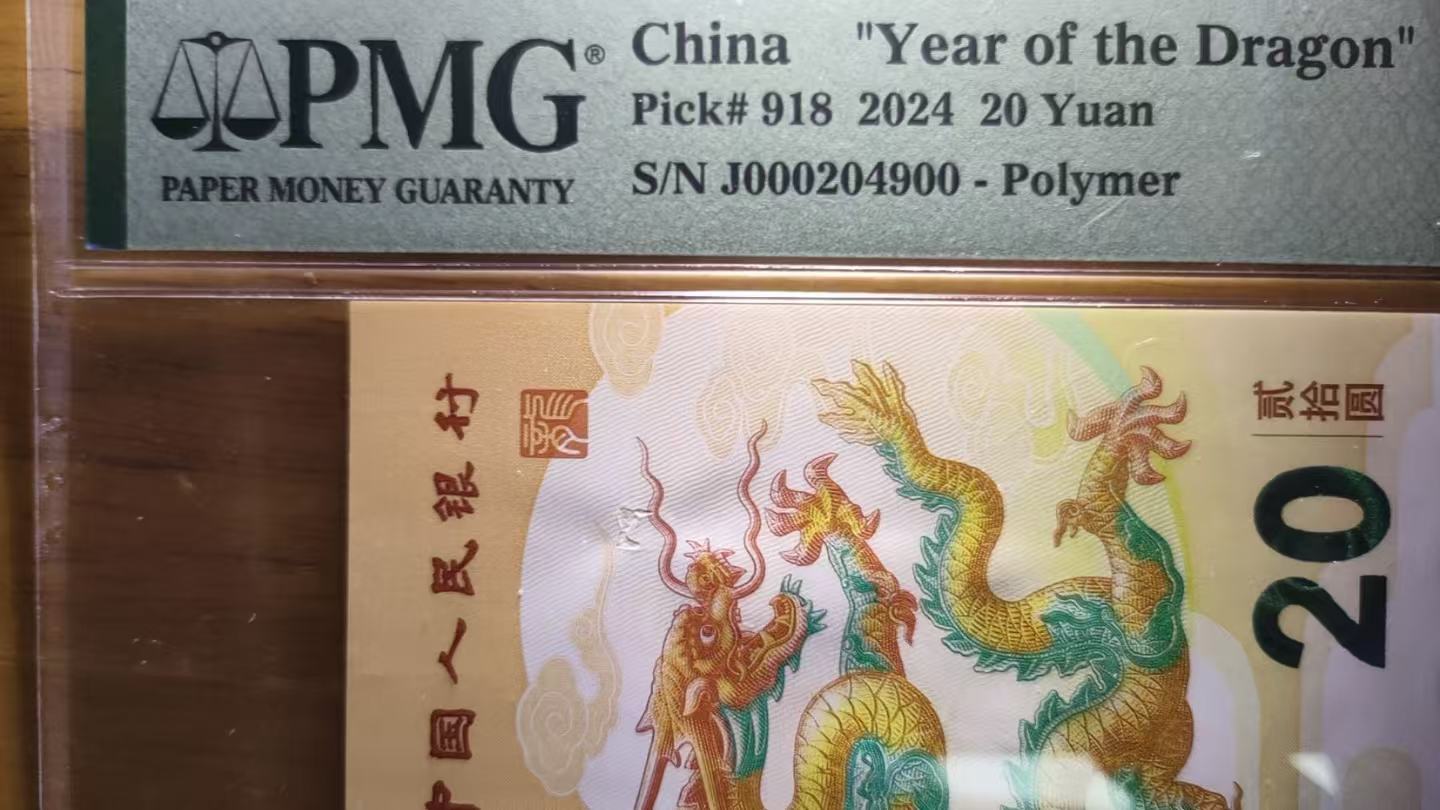 PMG®
PAPER MONEY GUARANTY
China "Year of the Dragon"
Pick# 918 2024 20 Yuan
S/N J000204900 - Polymer
中国人民银行
贰拾圆
20